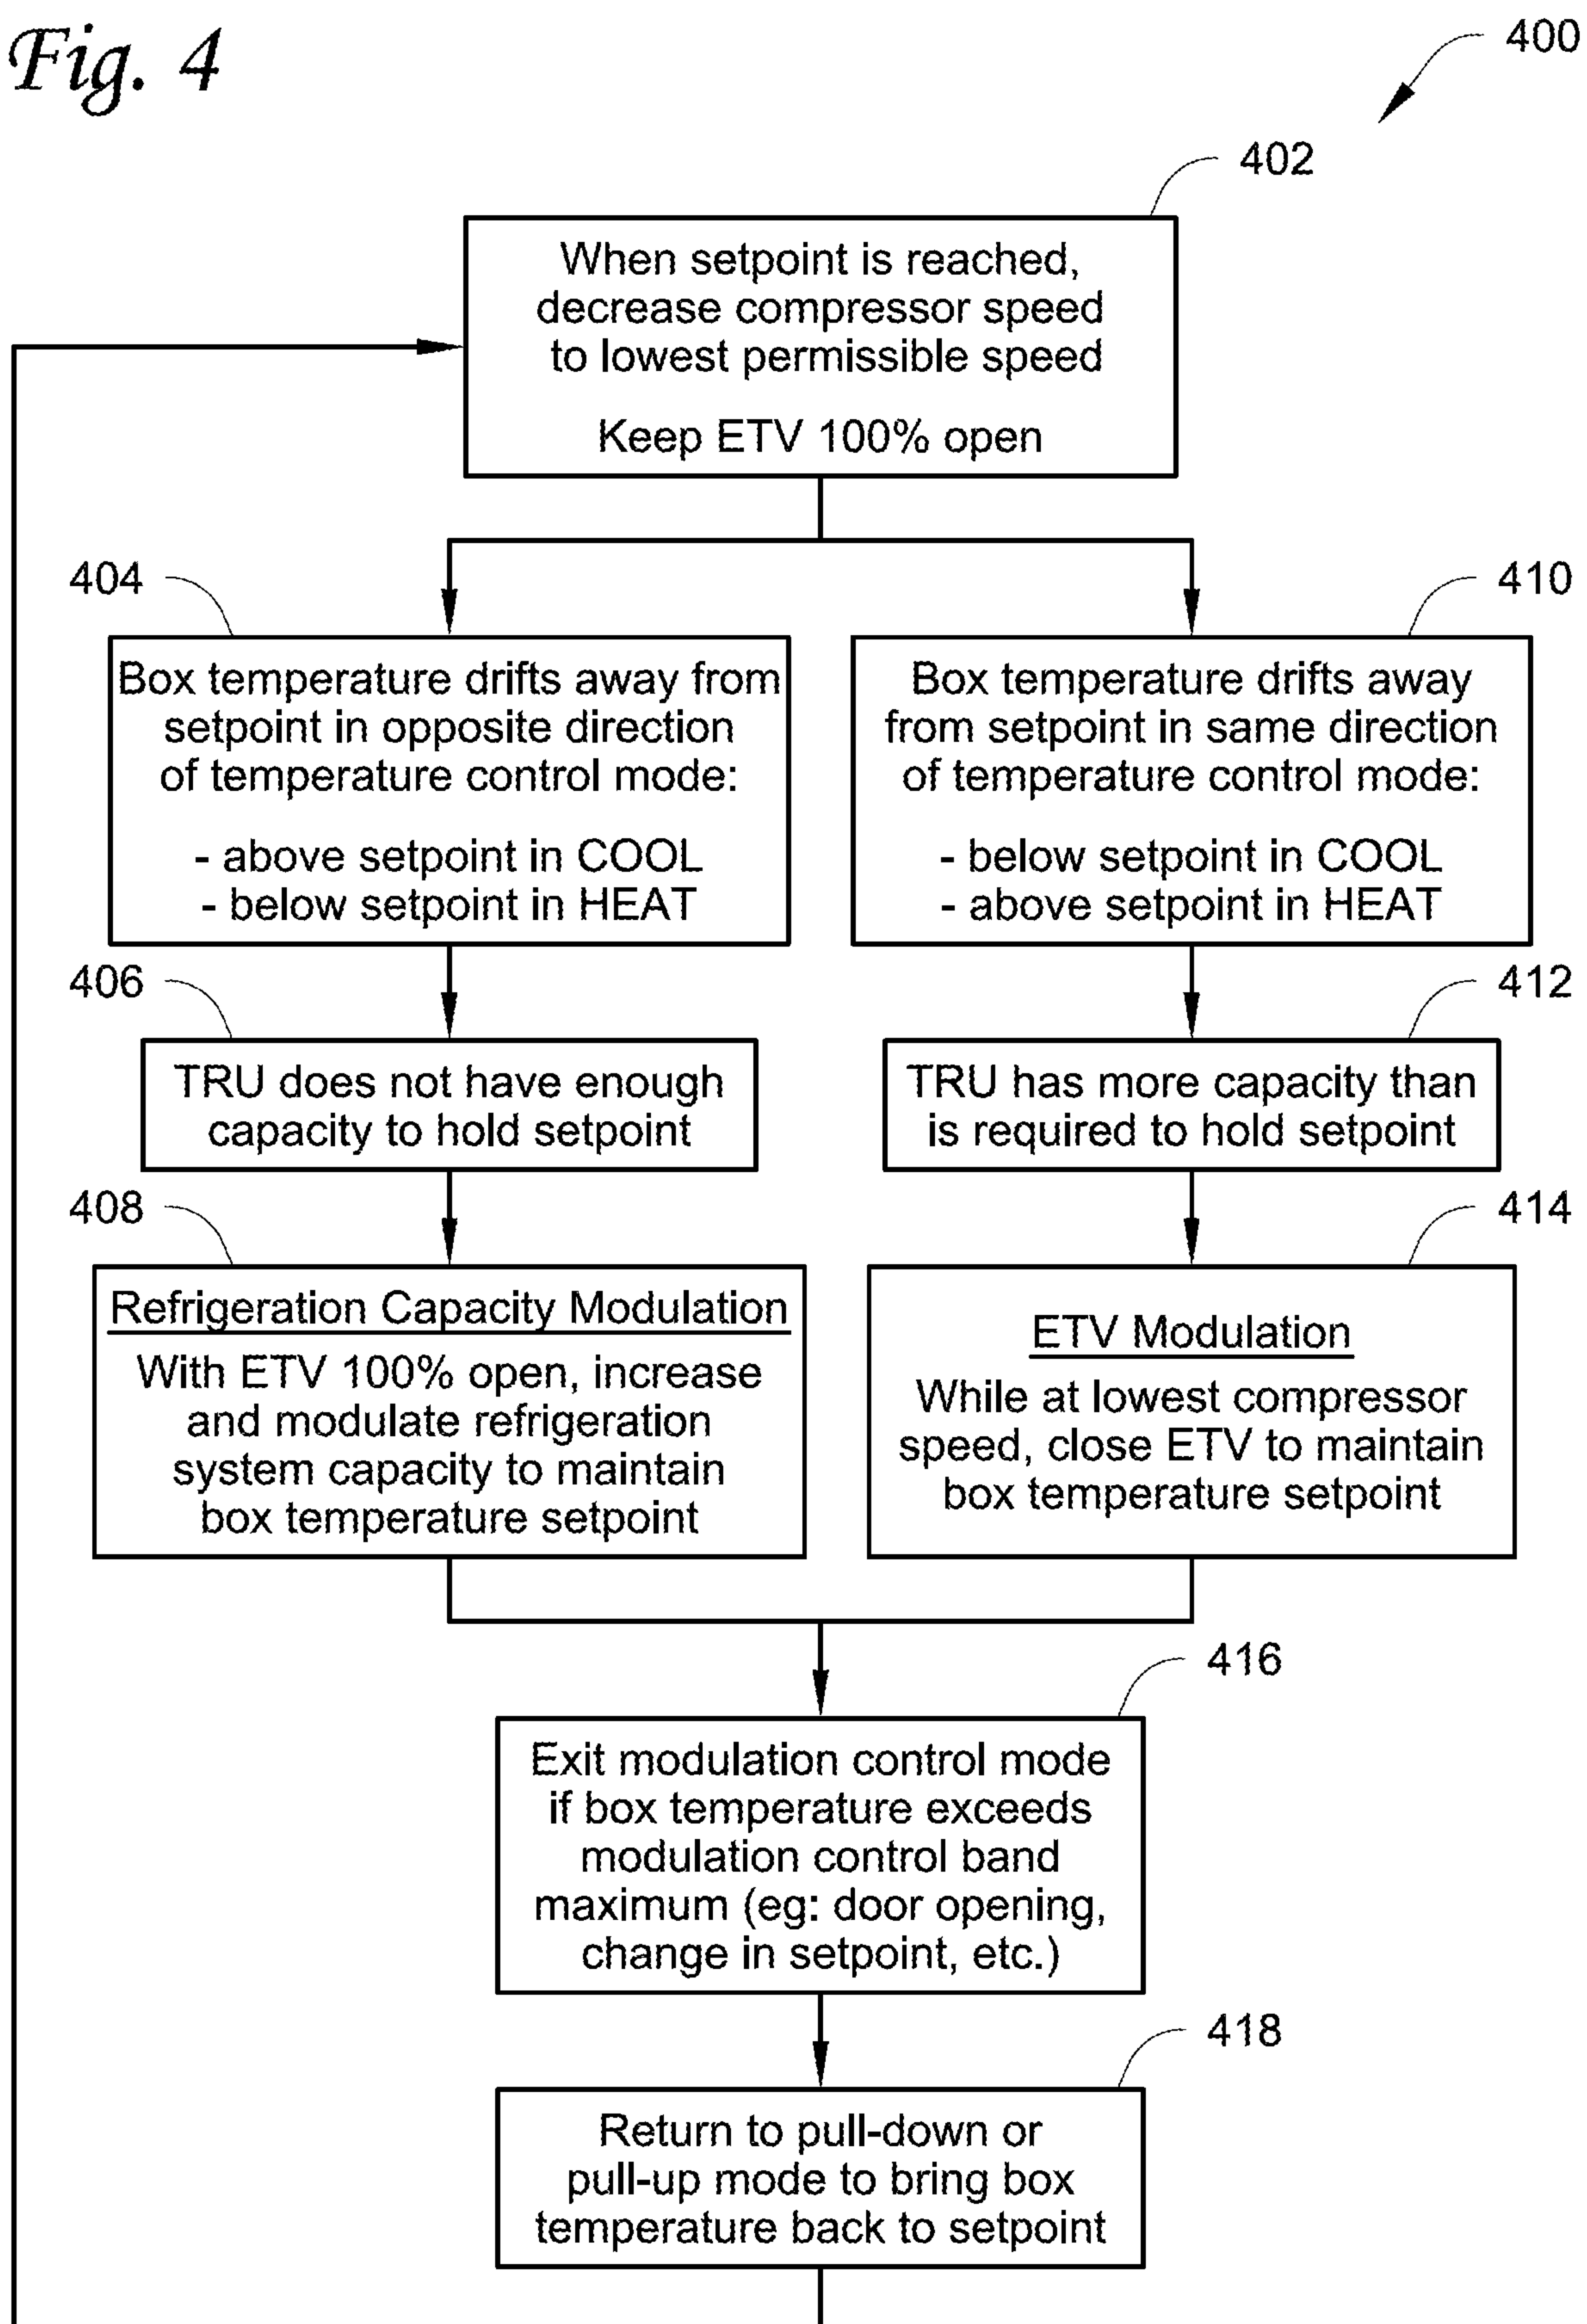 Fig. 4
400
402
When setpoint is reached,
decrease compressor speed
to lowest permissible speed
Keep ETV 100% open
404
Box temperature drifts away from
setpoint in opposite direction
of temperature control mode:
- above setpoint in COOL
- below setpoint in HEAT
410
Box temperature drifts away
from setpoint in same direction
of temperature control mode:
- below setpoint in COOL
- above setpoint in HEAT
406
TRU does not have enough
capacity to hold setpoint
412
TRU has more capacity than
is required to hold setpoint
408
Refrigeration Capacity Modulation
With ETV 100% open, increase
and modulate refrigeration
system capacity to maintain
box temperature setpoint
414
ETV Modulation
While at lowest compressor
speed, close ETV to maintain
box temperature setpoint
416
Exit modulation control mode
if box temperature exceeds
modulation control band
maximum (eg: door opening,
change in setpoint, etc.)
418
Return to pull-down or
pull-up mode to bring box
temperature back to setpoint